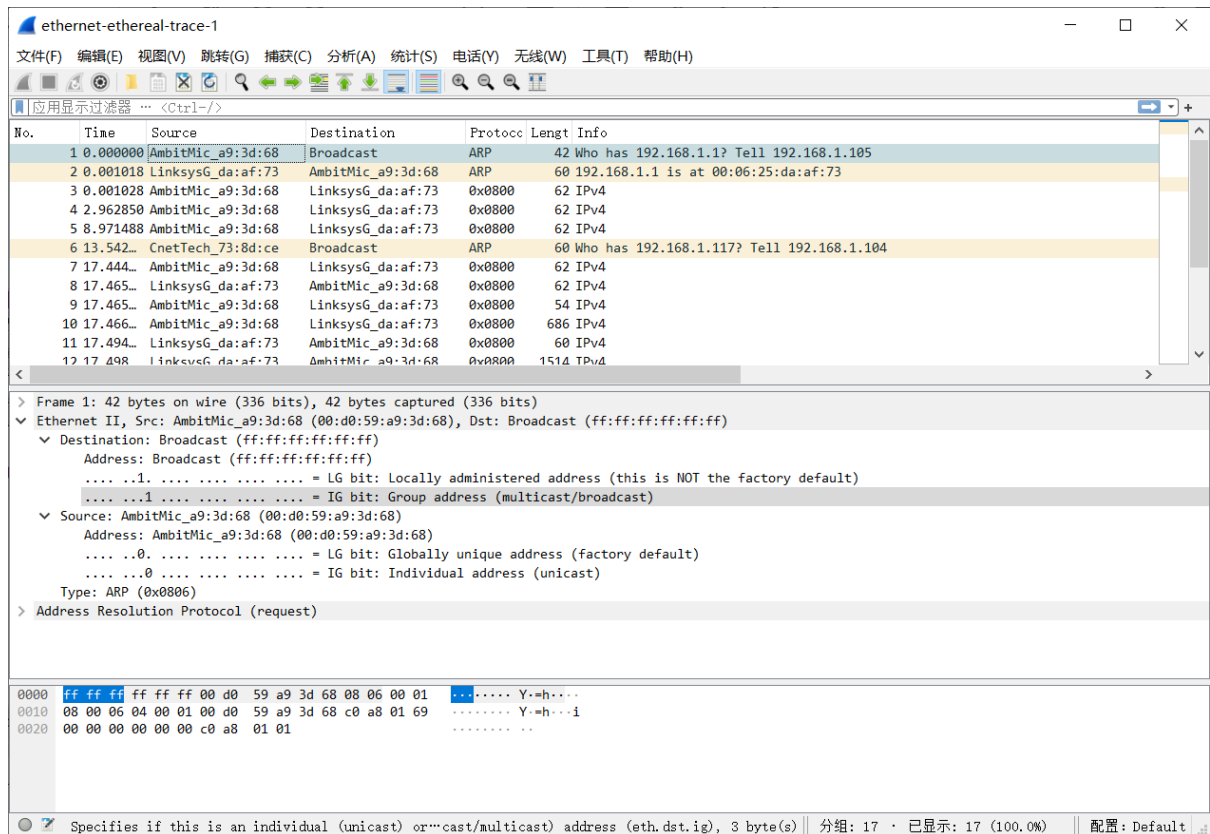 ethernet-ethereal-trace-1
文件(F) 编辑(E) 视图(V) 跳转(G) 捕获(C) 分析(A) 统计(S) 电话(Y) 无线(W) 工具(T) 帮助(H)
应用显示过滤器 … <Ctrl-/>
No. Time Source Destination Protocc Lengt Info
1 0.000000 AmbitMic_a9:3d:68 Broadcast ARP 42 Who has 192.168.1.1? Tell 192.168.1.105
2 0.001018 LinksysG_da:af:73 AmbitMic_a9:3d:68 ARP 60 192.168.1.1 is at 00:06:25:da:af:73
3 0.001028 AmbitMic_a9:3d:68 LinksysG_da:af:73 0x0800 62 IPv4
4 2.962850 AmbitMic_a9:3d:68 LinksysG_da:af:73 0x0800 62 IPv4
5 8.971488 AmbitMic_a9:3d:68 LinksysG_da:af:73 0x0800 62 IPv4
6 13.542… CnetTech_73:8d:ce Broadcast ARP 60 Who has 192.168.1.117? Tell 192.168.1.104
7 17.444… AmbitMic_a9:3d:68 LinksysG_da:af:73 0x0800 62 IPv4
8 17.465… LinksysG_da:af:73 AmbitMic_a9:3d:68 0x0800 62 IPv4
9 17.465… AmbitMic_a9:3d:68 LinksysG_da:af:73 0x0800 54 IPv4
10 17.466… AmbitMic_a9:3d:68 LinksysG_da:af:73 0x0800 686 IPv4
11 17.494… LinksysG_da:af:73 AmbitMic_a9:3d:68 0x0800 60 IPv4
12 17.498 LinksysG_da:af:73 AmbitMic_a9:3d:68 0x0800 1514 IPv4
Frame 1: 42 bytes on wire (336 bits), 42 bytes captured (336 bits)
Ethernet II, Src: AmbitMic_a9:3d:68 (00:d0:59:a9:3d:68), Dst: Broadcast (ff:ff:ff:ff:ff:ff)
Destination: Broadcast (ff:ff:ff:ff:ff:ff)
Address: Broadcast (ff:ff:ff:ff:ff:ff)
.... ..1. .... .... .... .... = LG bit: Locally administered address (this is NOT the factory default)
.... ...1 .... .... .... .... = IG bit: Group address (multicast/broadcast)
Source: AmbitMic_a9:3d:68 (00:d0:59:a9:3d:68)
Address: AmbitMic_a9:3d:68 (00:d0:59:a9:3d:68)
.... ..0. .... .... .... .... = LG bit: Globally unique address (factory default)
.... ...0 .... .... .... .... = IG bit: Individual address (unicast)
Type: ARP (0x0806)
Address Resolution Protocol (request)
0000 ff ff ff ff ff ff 00 d0 59 a9 3d 68 08 06 00 01 ········ Y·=h····
0010 08 00 06 04 00 01 00 d0 59 a9 3d 68 c0 a8 01 69 ········ Y·=h···i
0020 00 00 00 00 00 00 c0 a8 01 01 ········ ··
Specifies if this is an individual (unicast) or…cast/multicast) address (eth.dst.ig), 3 byte(s) 分组: 17 · 已显示: 17 (100.0%) 配置: Default